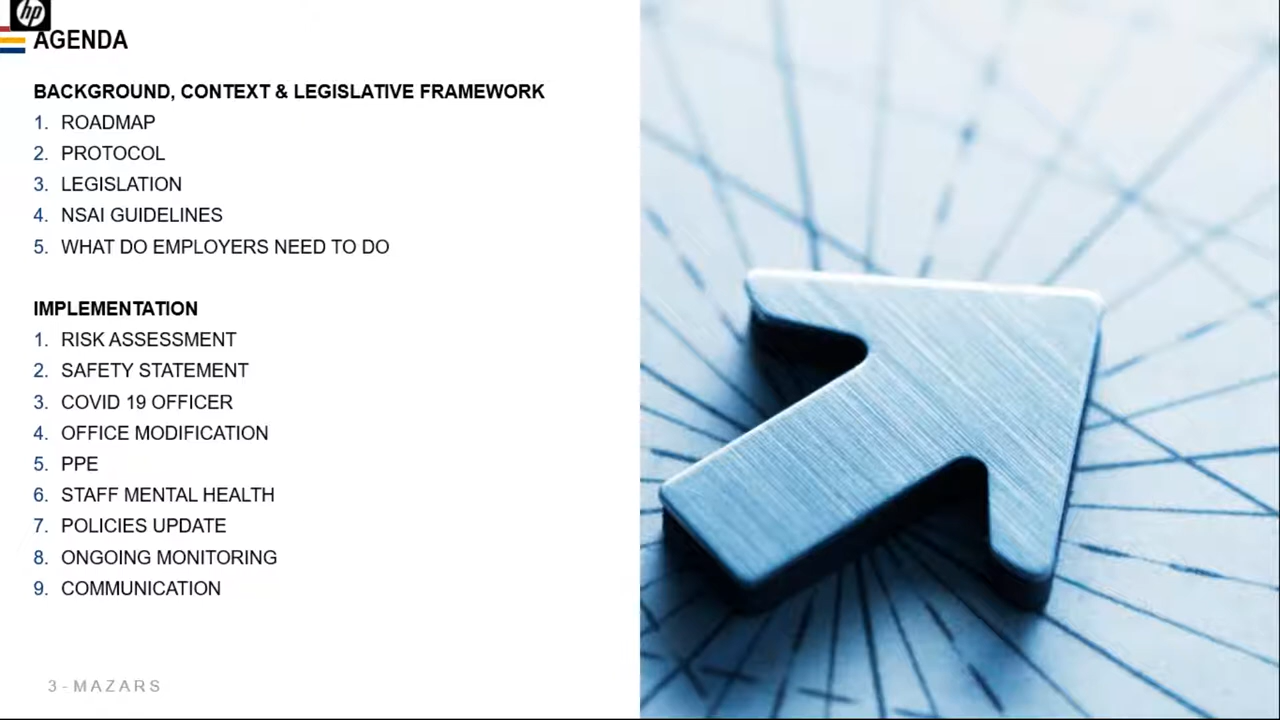 hp
AGENDA
BACKGROUND, CONTEXT & LEGISLATIVE FRAMEWORK
1. ROADMAP
2. PROTOCOL
3. LEGISLATION
4. NSAI GUIDELINES
5. WHAT DO EMPLOYERS NEED TO DO
IMPLEMENTATION
1. RISK ASSESSMENT
2. SAFETY STATEMENT
3. COVID 19 OFFICER
4. OFFICE MODIFICATION
5. PPE
6. STAFF MENTAL HEALTH
7. POLICIES UPDATE
8. ONGOING MONITORING
9. COMMUNICATION
3 - MAZARS